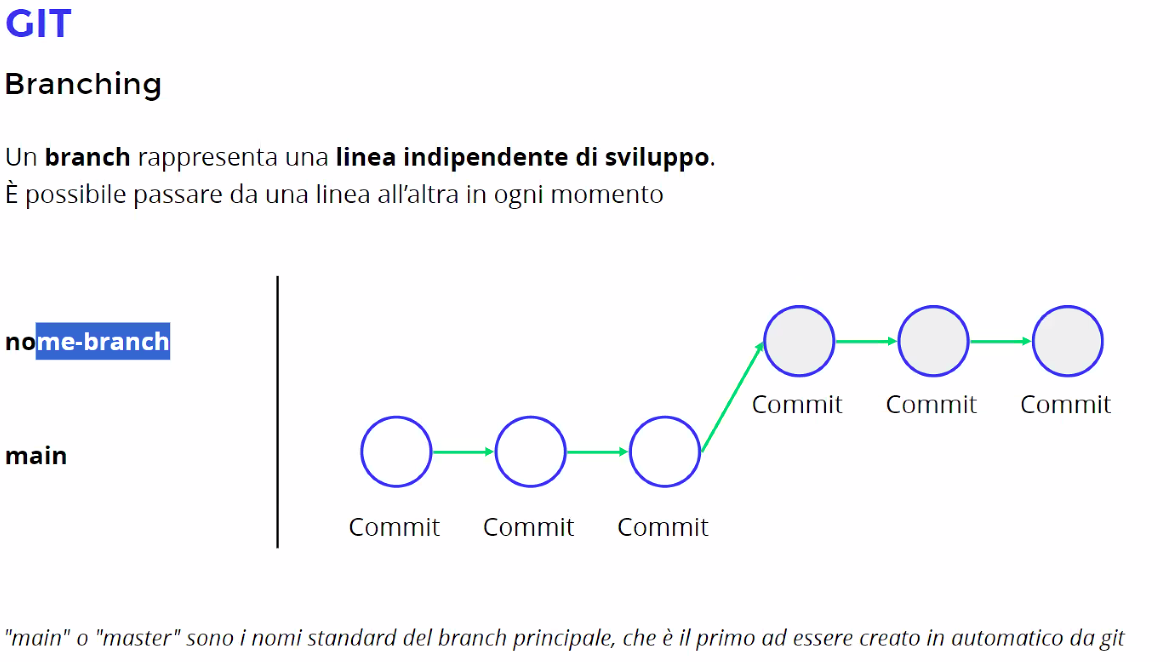 GIT
Branching
Un branch rappresenta una linea indipendente di sviluppo.
È possibile passare da una linea all'altra in ogni momento
nome-branch
Commit Commit Commit
main
Commit Commit Commit
"main" o "master" sono i nomi standard del branch principale, che è il primo ad essere creato in automatico da git